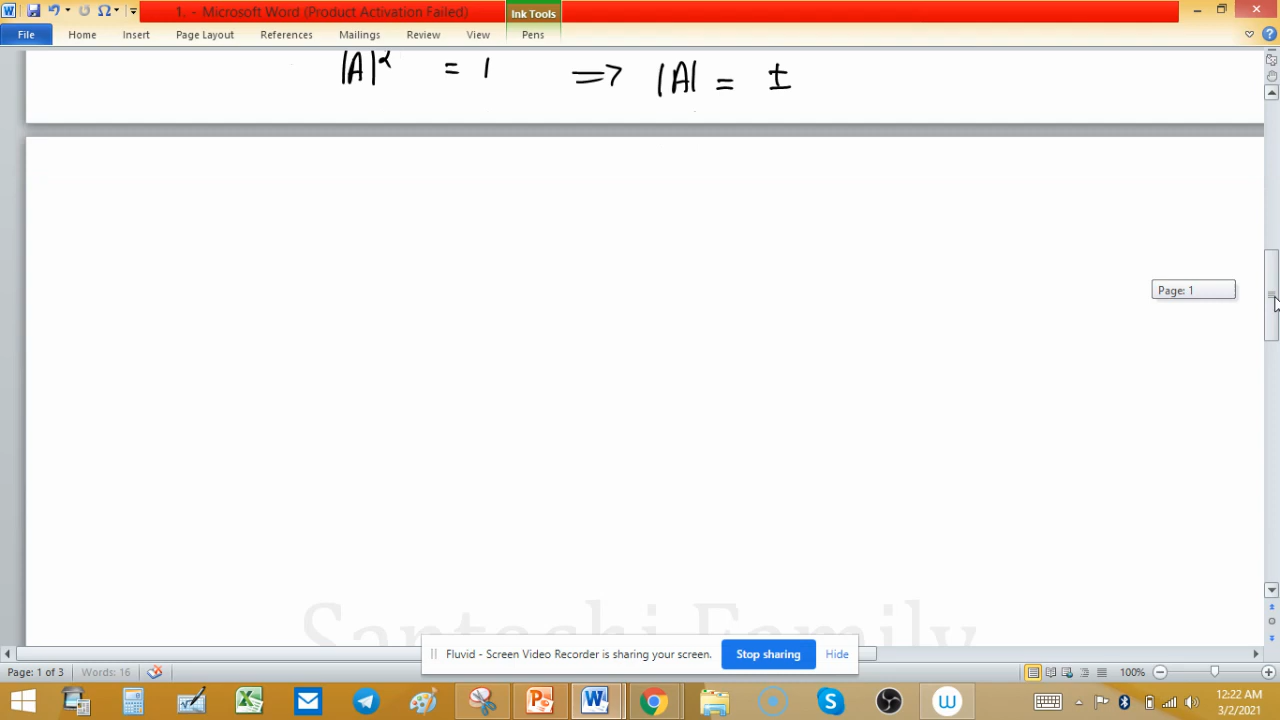 1. - Microsoft Word (Product Activation Failed)
Ink Tools
File Home Insert Page Layout References Mailings Review View Pens
|A|² = 1 ⟹ |A| = ±
Page: 1
Santoshi Family
Fluvid - Screen Video Recorder is sharing your screen. Stop sharing Hide
Page: 1 of 3 Words: 16 100%
12:22 AM
3/2/2021